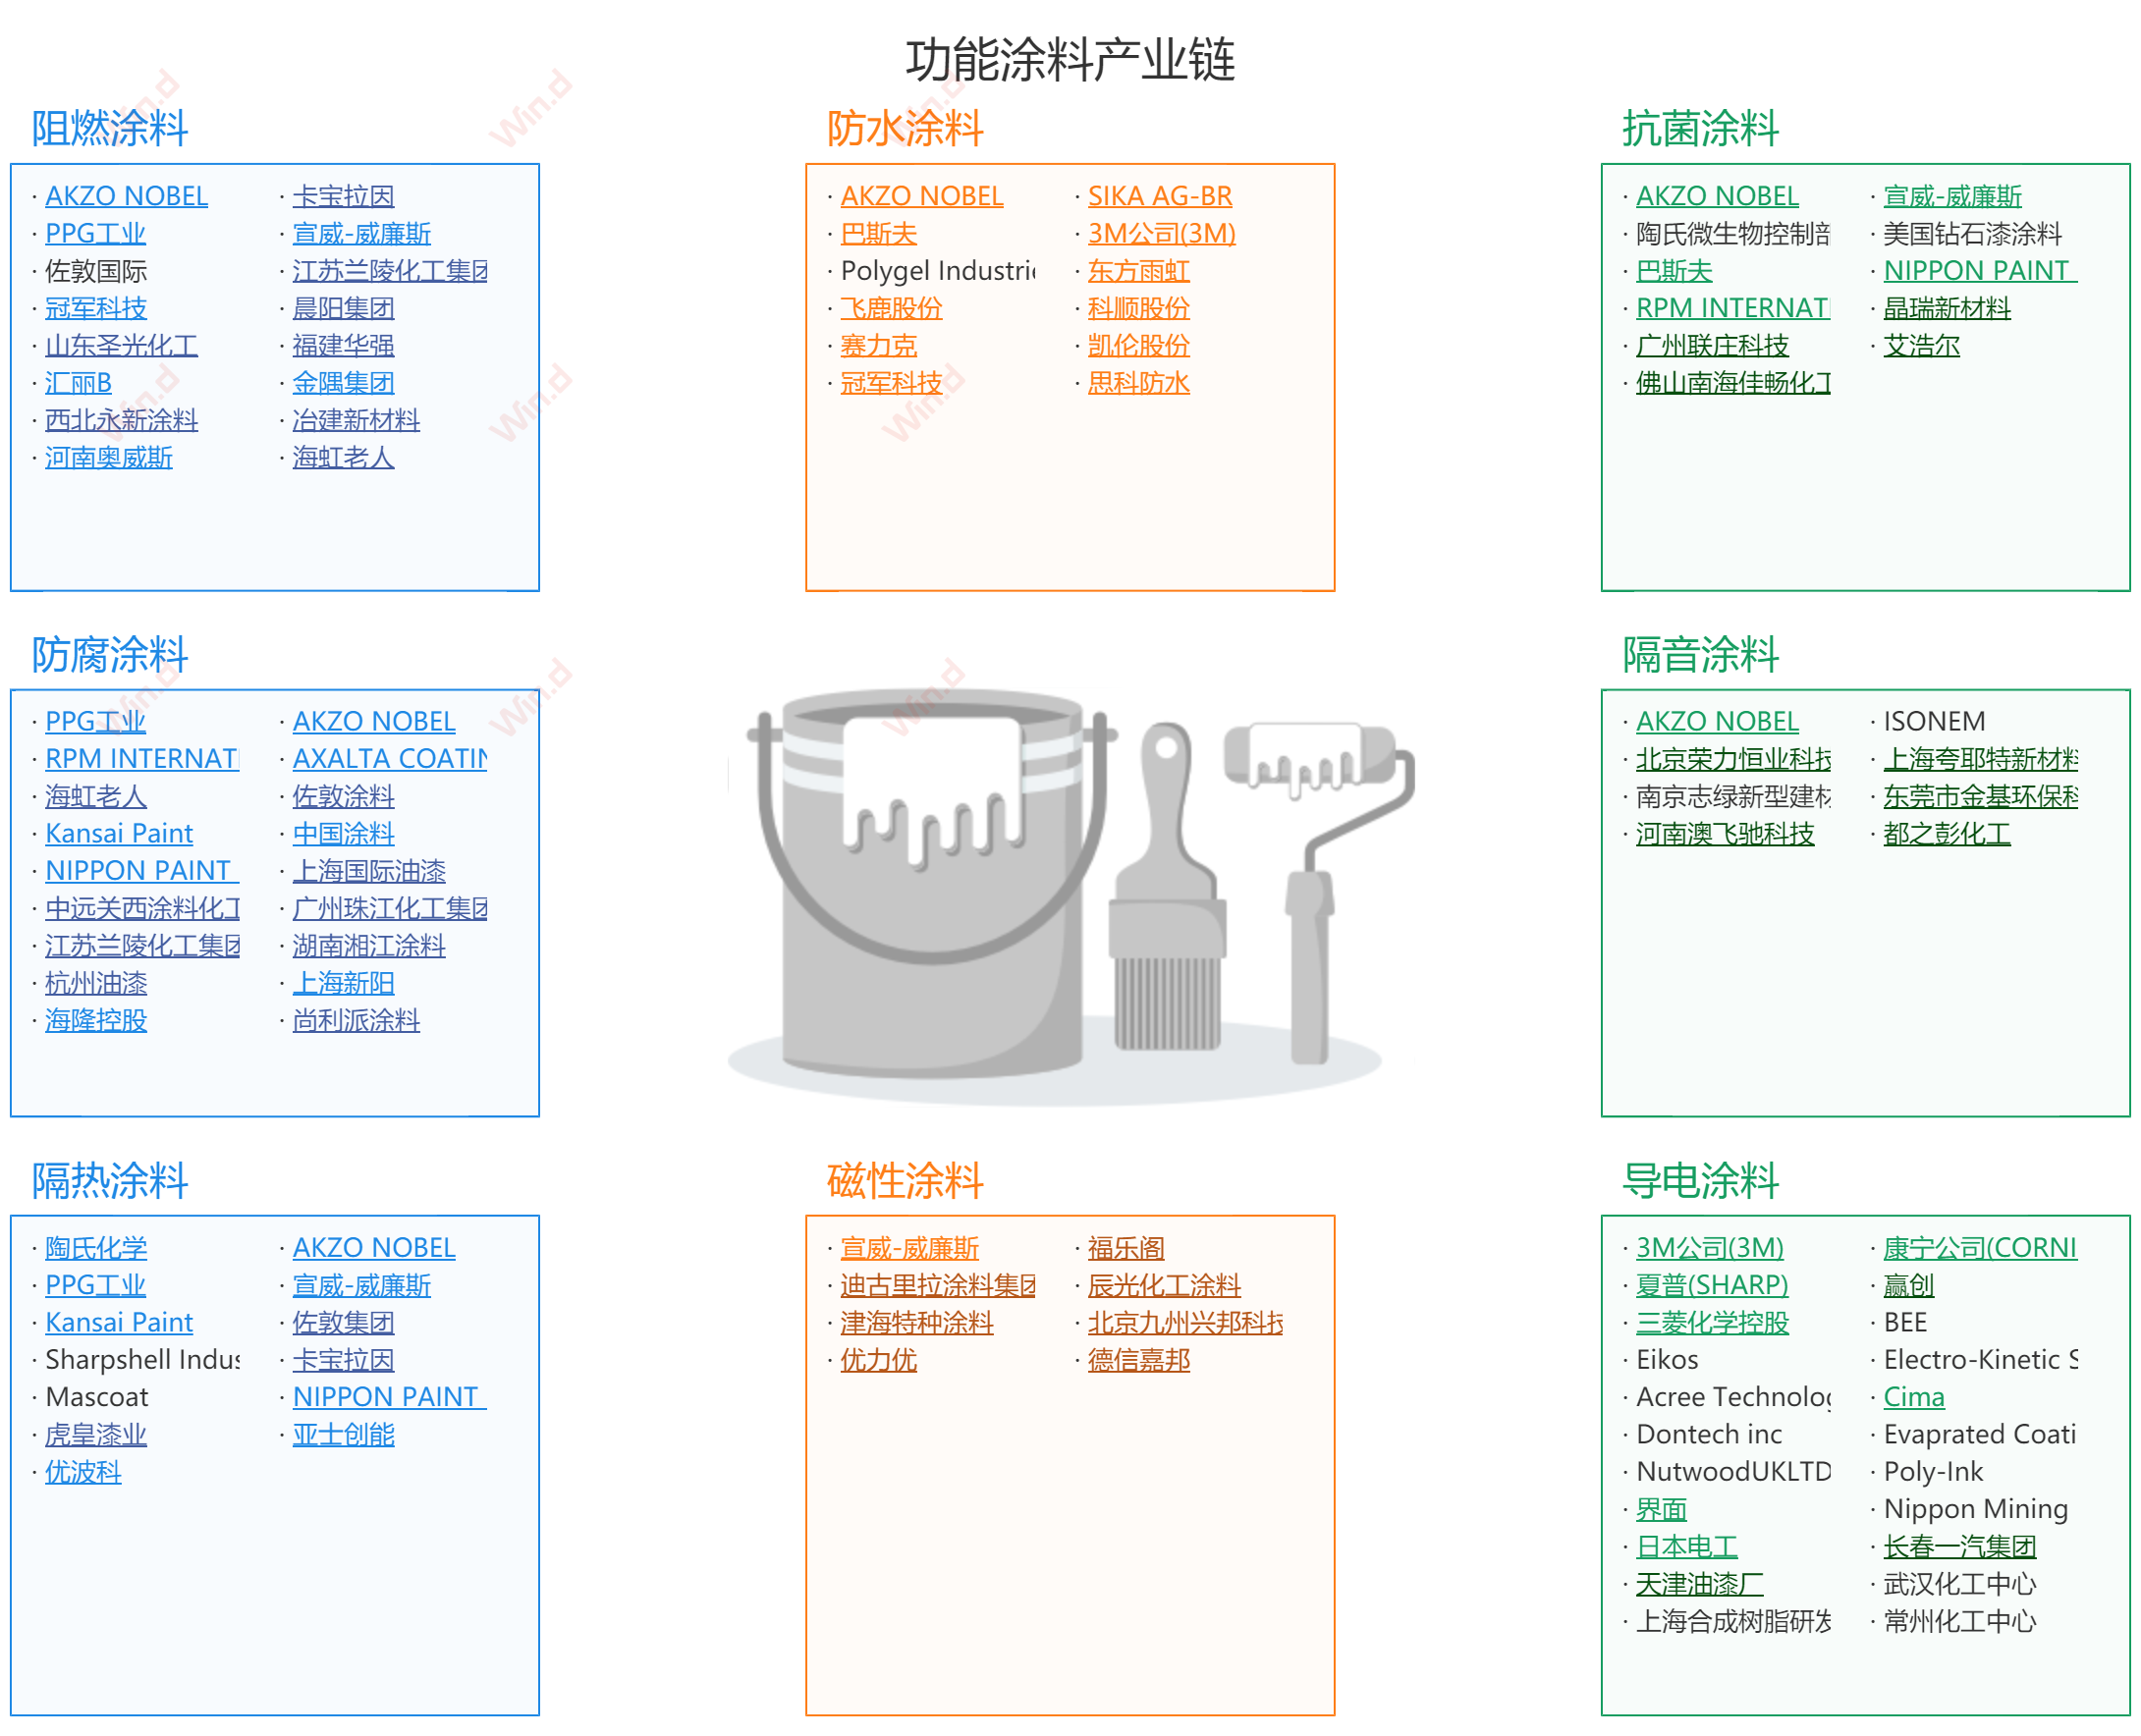 功能涂料产业链
阻燃涂料
· AKZO NOBEL
· 卡宝拉因
· PPG工业
· 宣威-威廉斯
· 佐敦国际
· 江苏兰陵化工集团
· 冠军科技
· 晨阳集团
· 山东圣光化工
· 福建华强
· 汇丽B
· 金隅集团
· 西北永新涂料
· 冶建新材料
· 河南奥威斯
· 海虹老人
防水涂料
· AKZO NOBEL
· SIKA AG-BR
· 巴斯夫
· 3M公司(3M)
· Polygel Industri
· 东方雨虹
· 飞鹿股份
· 科顺股份
· 赛力克
· 凯伦股份
· 冠军科技
· 思科防水
抗菌涂料
· AKZO NOBEL
· 宣威-威廉斯
· 陶氏微生物控制部
· 美国钻石漆涂料
· 巴斯夫
· NIPPON PAINT
· RPM INTERNATI
· 晶瑞新材料
· 广州联庄科技
· 艾浩尔
· 佛山南海佳畅化工
防腐涂料
· PPG工业
· AKZO NOBEL
· RPM INTERNATI
· AXALTA COATIN
· 海虹老人
· 佐敦涂料
· Kansai Paint
· 中国涂料
· NIPPON PAINT
· 上海国际油漆
· 中远关西涂料化工
· 广州珠江化工集团
· 江苏兰陵化工集团
· 湖南湘江涂料
· 杭州油漆
· 上海新阳
· 海隆控股
· 尚利派涂料
隔音涂料
· AKZO NOBEL
· ISONEM
· 北京荣力恒业科技
· 上海夸耶特新材料
· 南京志绿新型建材
· 东莞市金基环保科
· 河南澳飞驰科技
· 都之彭化工
隔热涂料
· 陶氏化学
· AKZO NOBEL
· PPG工业
· 宣威-威廉斯
· Kansai Paint
· 佐敦集团
· Sharpshell Indus
· 卡宝拉因
· Mascoat
· NIPPON PAINT
· 虎皇漆业
· 亚士创能
· 优波科
磁性涂料
· 宣威-威廉斯
· 福乐阁
· 迪古里拉涂料集团
· 辰光化工涂料
· 津海特种涂料
· 北京九州兴邦科技
· 优力优
· 德信嘉邦
导电涂料
· 3M公司(3M)
· 康宁公司(CORNI
· 夏普(SHARP)
· 赢创
· 三菱化学控股
· BEE
· Eikos
· Electro-Kinetic S
· Acree Technolog
· Cima
· Dontech inc
· Evaprated Coati
· NutwoodUKLTD
· Poly-Ink
· 界面
· Nippon Mining
· 日本电工
· 长春一汽集团
· 天津油漆厂
· 武汉化工中心
· 上海合成树脂研发
· 常州化工中心
Win.d
Win.d
Win.d
Win.d
Win.d
Win.d
Win.d
Win.d
Win.d